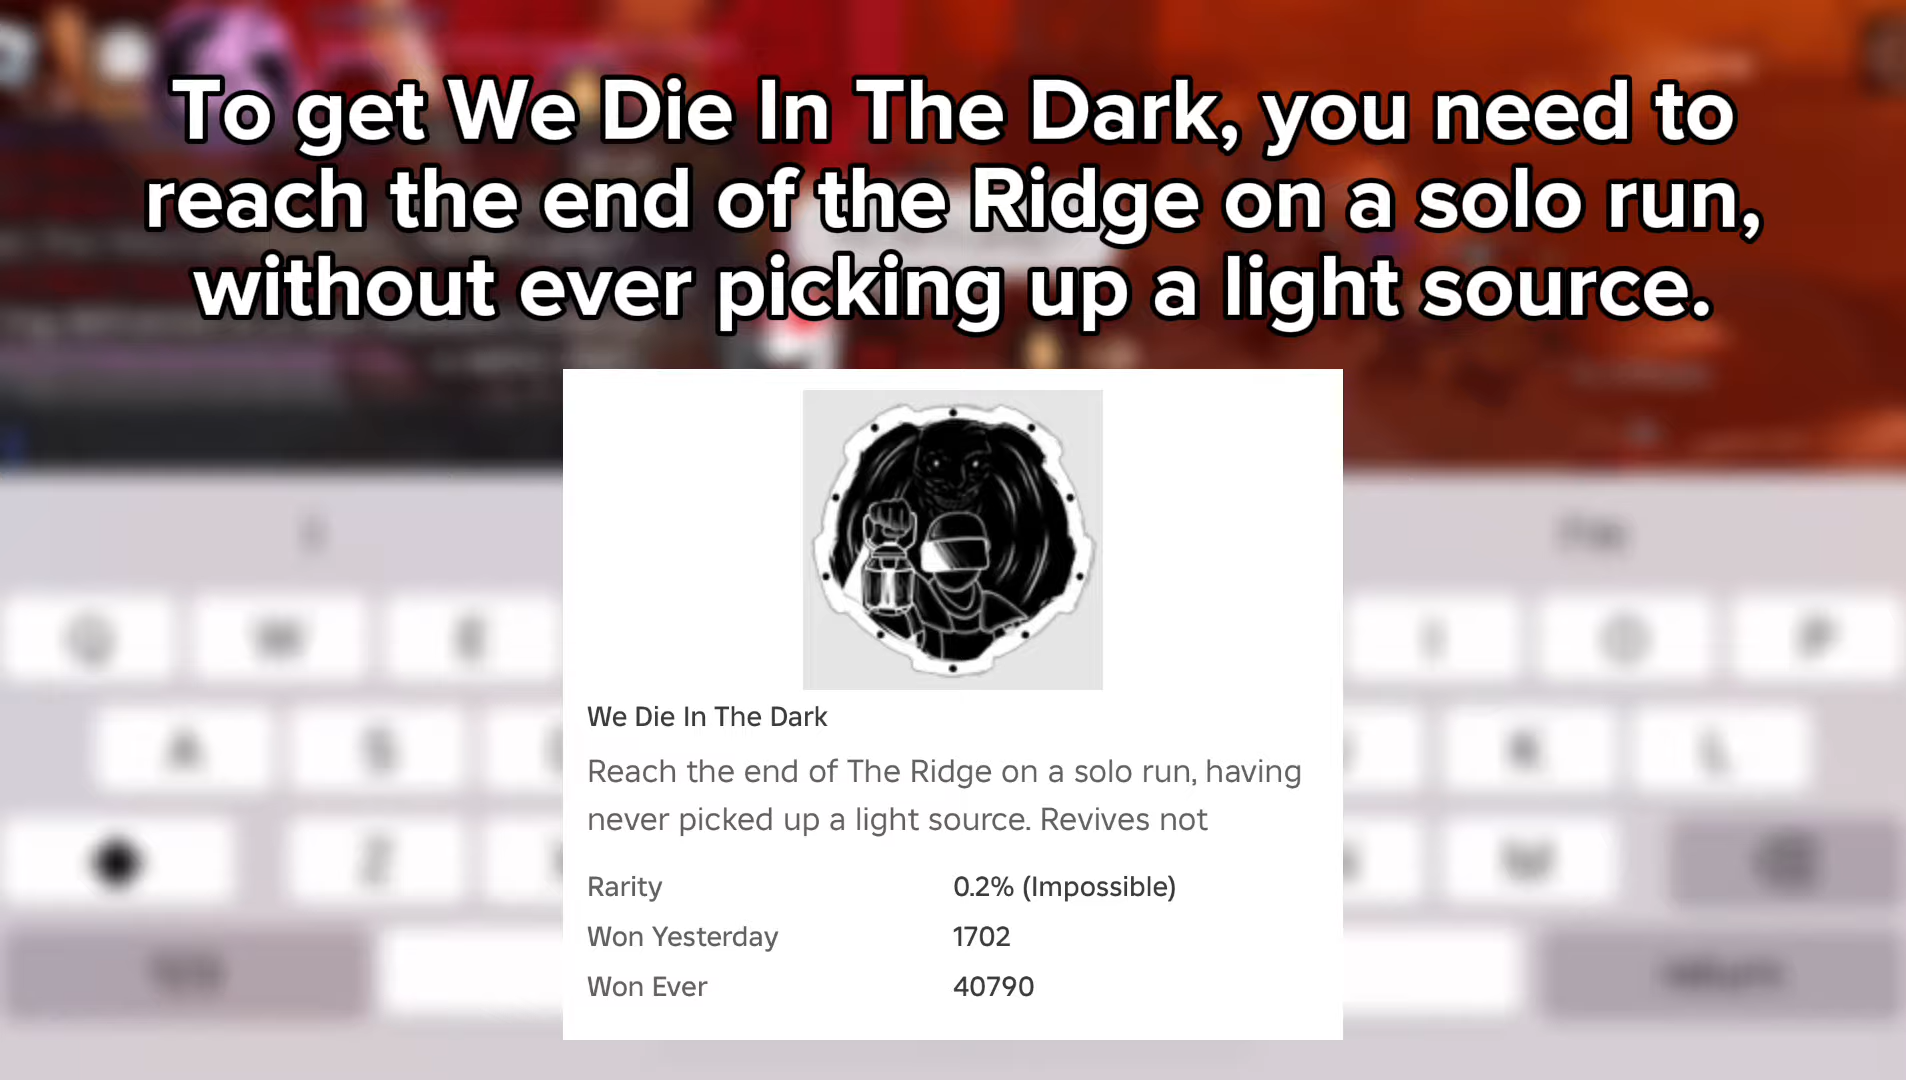 To get We Die In The Dark, you need to
reach the end of the Ridge on a solo run,
without ever picking up a light source.
We Die In The Dark
Reach the end of The Ridge on a solo run, having
never picked up a light source. Revives not
Rarity 0.2% (Impossible)
Won Yesterday 1702
Won Ever 40790
I I'm
Q W E I O P
A S K L
Z M
return